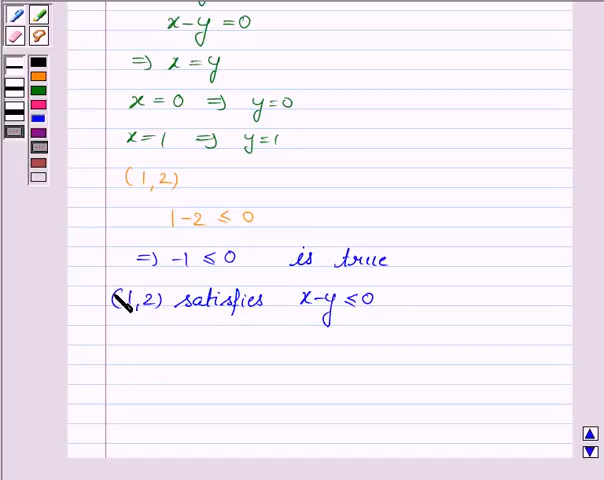 x-y=0
⇒ x=y
x=0 ⇒ y=0
x=1 ⇒ y=1
(1,2)
1-2 ≤ 0
⇒ -1 ≤ 0 is true
(1,2) satisfies x-y ≤ 0